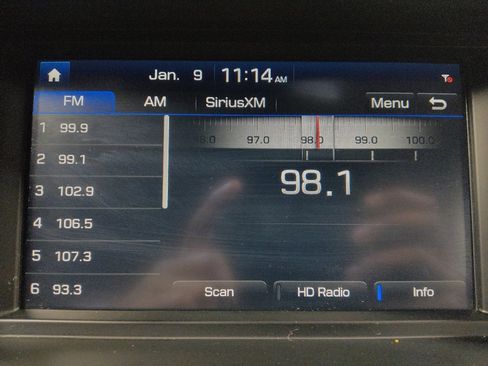 Jan. 9 11:14 AM
FM AM SiriusXM Menu
1 99.9
2 99.1
3 102.9
4 106.5
5 107.3
6 93.3
97.0 98.0 99.0 100.0
98.1
Scan HD Radio Info